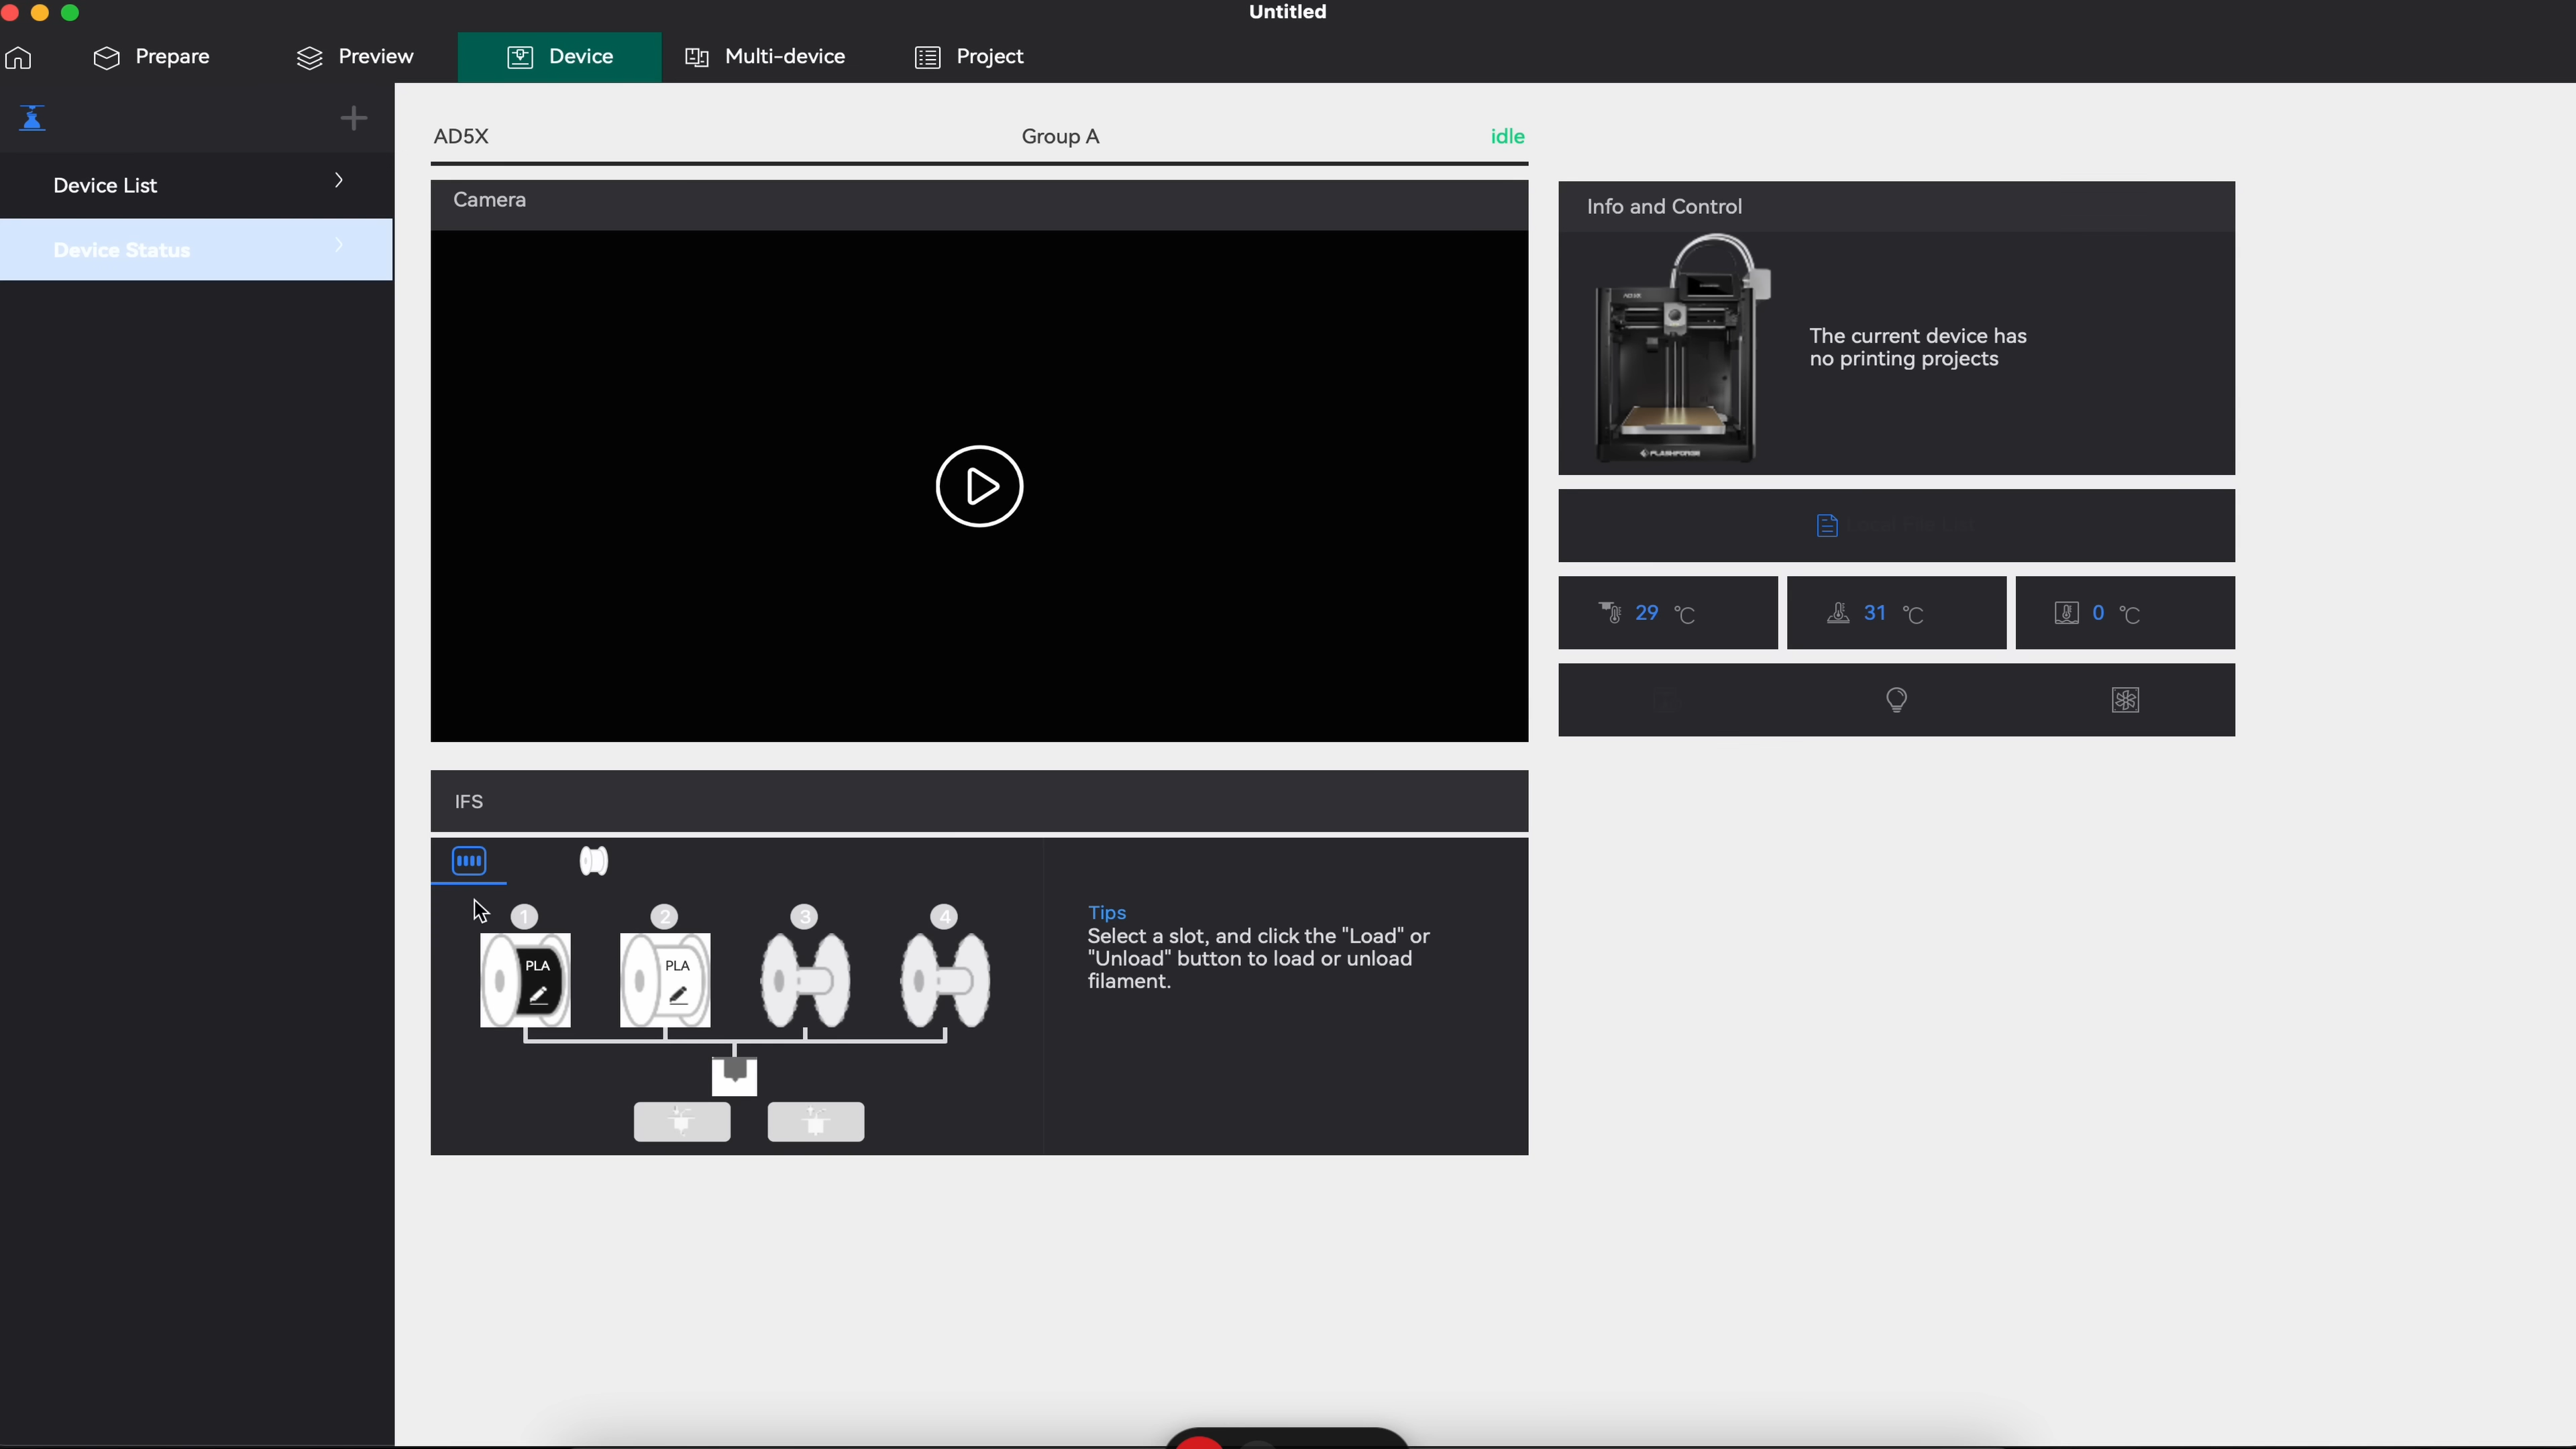 Untitled
Prepare
Preview
Device
Multi-device
Project
Device List
Device Status
AD5X
Group A
idle
Camera
Info and Control
AD5X
FLASHFORGE
The current device has
no printing projects
29 °C
31 °C
0 °C
IFS
1
2
3
4
PLA
PLA
Tips
Select a slot, and click the "Load" or
"Unload" button to load or unload
filament.